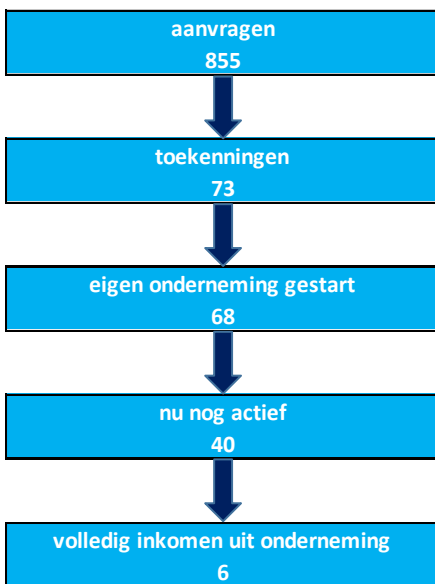 aanvragen
855
toekenningen
73
eigen onderneming gestart
68
nu nog actief
40
volledig inkomen uit onderneming
6